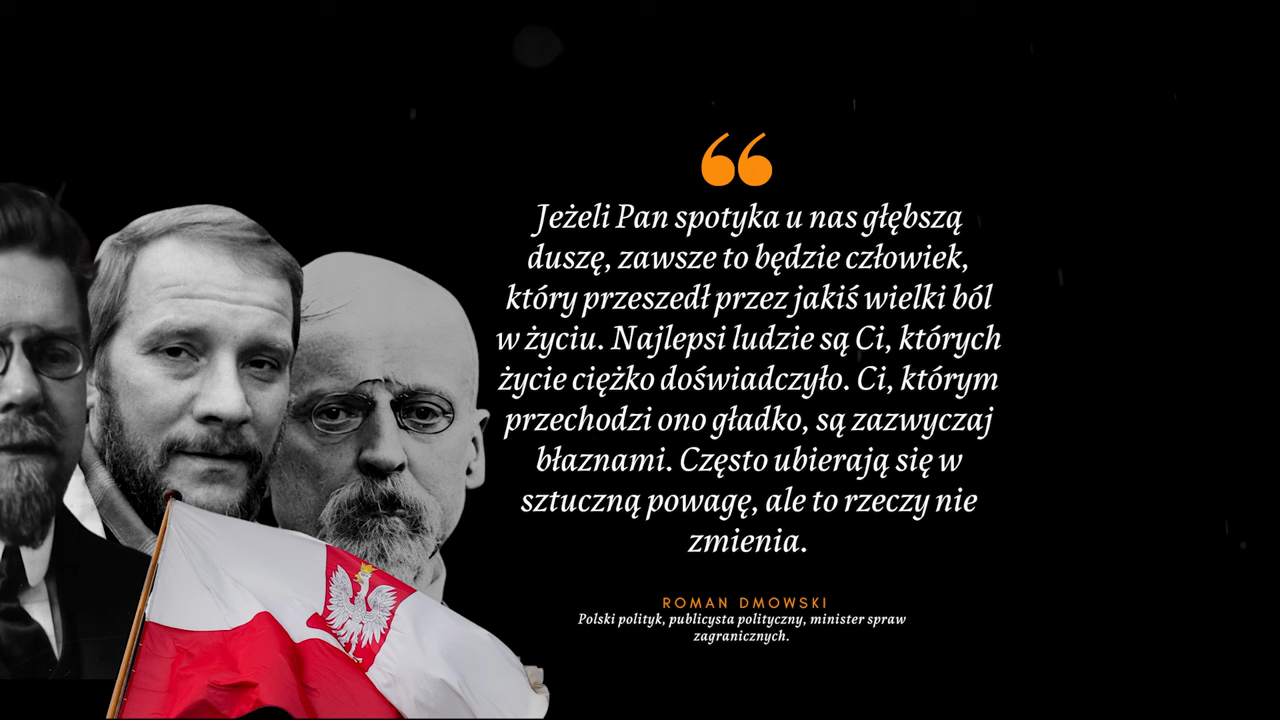 “
Jeżeli Pan spotyka u nas głębszą
duszę, zawsze to będzie człowiek,
który przeszedł przez jakiś wielki ból
w życiu. Najlepsi ludzie są Ci, których
życie ciężko doświadczyło. Ci, którym
przechodzi ono gładko, są zazwyczaj
błaznami. Często ubierają się w
sztuczną powagę, ale to rzeczy nie
zmienia.
ROMAN DMOWSKI
Polski polityk, publicysta polityczny, minister spraw
zagranicznych.